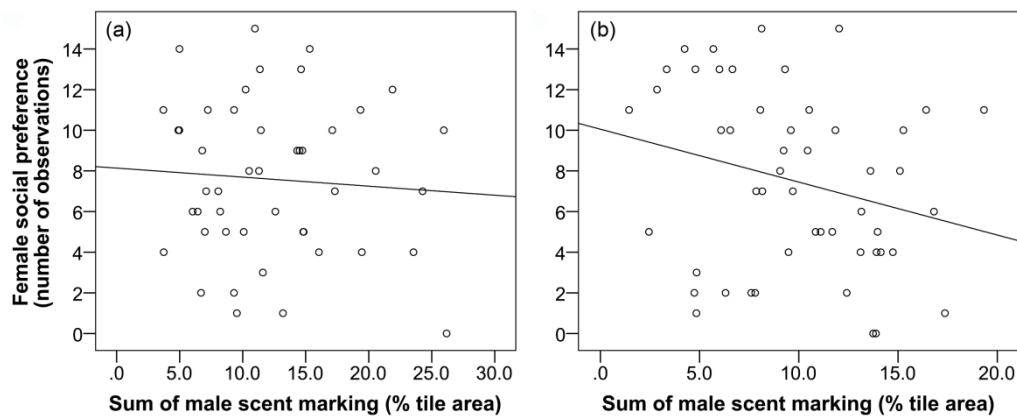 (a)
(b)
Female social preference
(number of observations)
14
12
10
8
6
4
2
0
14
12
10
8
6
4
2
0
.0 5.0 10.0 15.0 20.0 25.0 30.0
.0 5.0 10.0 15.0 20.0
Sum of male scent marking (% tile area)
Sum of male scent marking (% tile area)